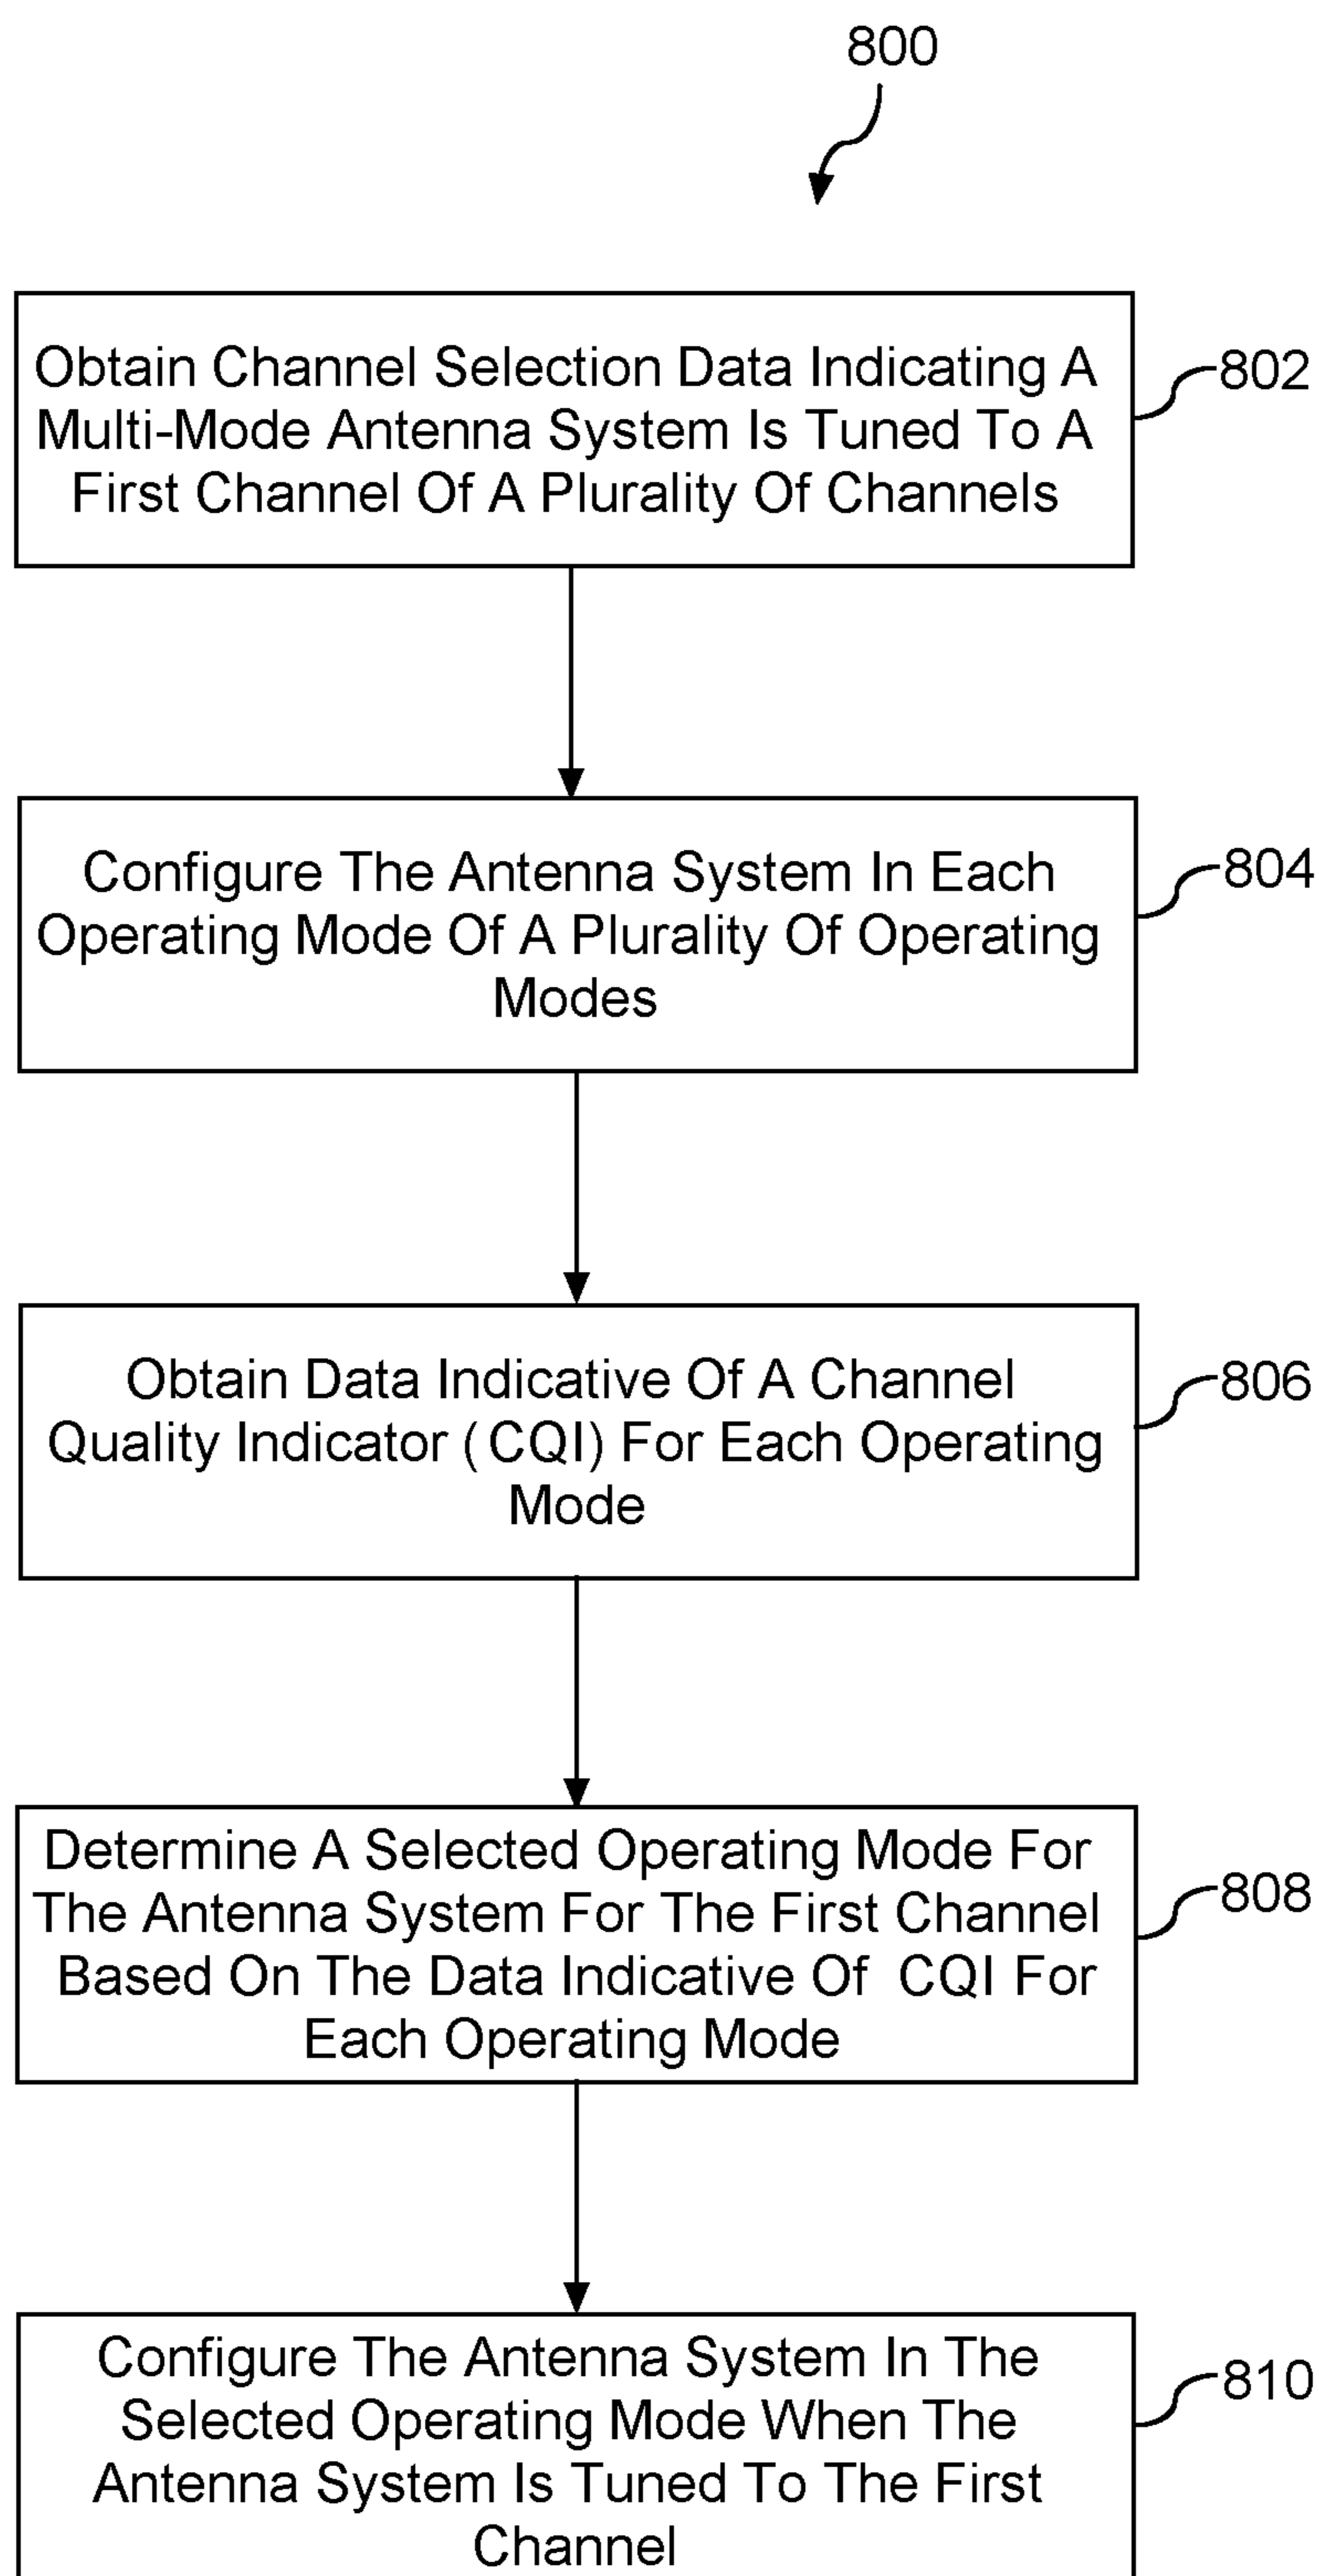 800
Obtain Channel Selection Data Indicating A
Multi-Mode Antenna System Is Tuned To A
First Channel Of A Plurality Of Channels
802
Configure The Antenna System In Each
Operating Mode Of A Plurality Of Operating
Modes
804
Obtain Data Indicative Of A Channel
Quality Indicator (CQI) For Each Operating
Mode
806
Determine A Selected Operating Mode For
The Antenna System For The First Channel
Based On The Data Indicative Of CQI For
Each Operating Mode
808
Configure The Antenna System In The
Selected Operating Mode When The
Antenna System Is Tuned To The First
Channel
810